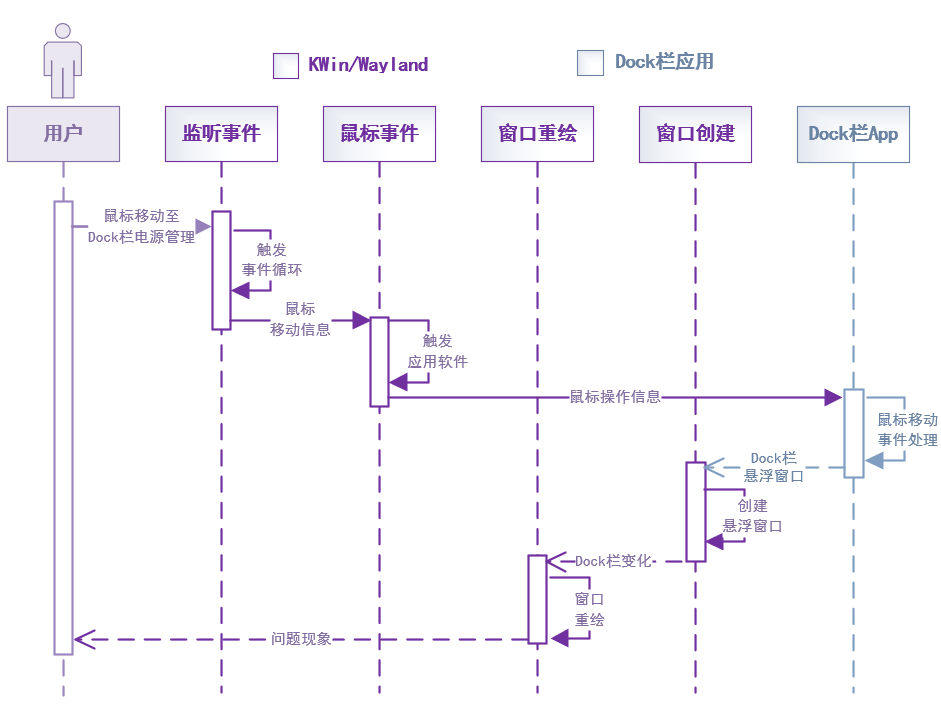 KWin/Wayland
Dock栏应用
用户
监听事件
鼠标事件
窗口重绘
窗口创建
Dock栏App
鼠标移动至
Dock栏电源管理
触发
事件循环
鼠标
移动信息
触发
应用软件
鼠标操作信息
鼠标移动
事件处理
Dock栏
悬浮窗口
创建
悬浮窗口
Dock栏变化
窗口
重绘
问题现象